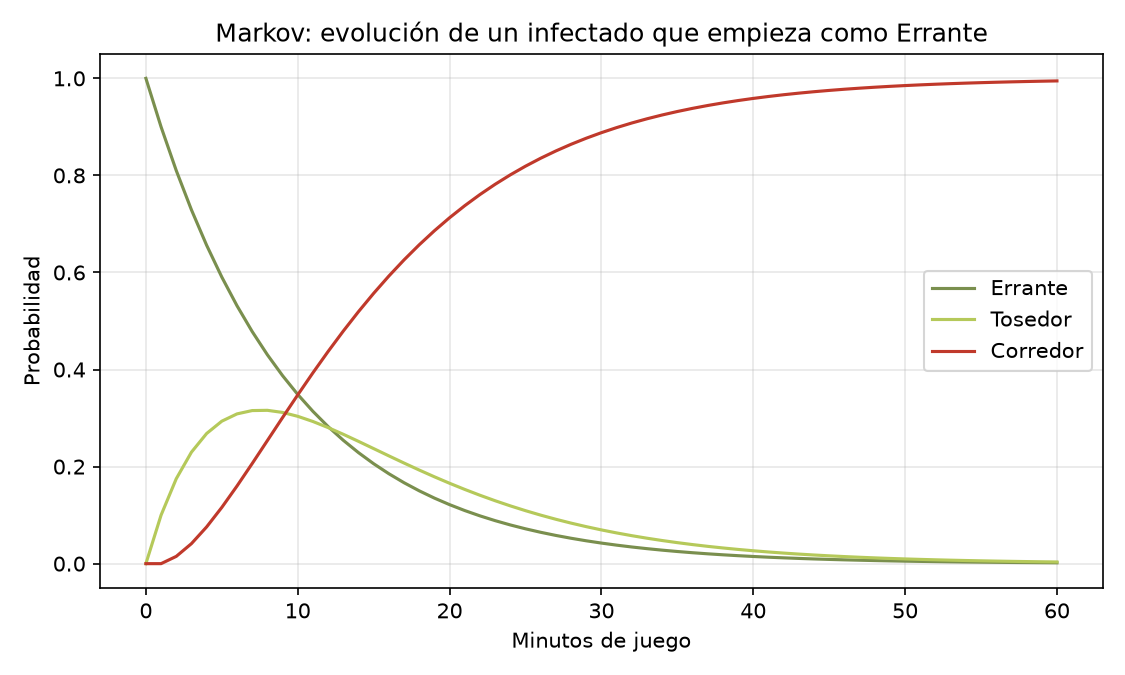 Markov: evolución de un infectado que empieza como Errante
Probabilidad
1.0
0.8
0.6
0.4
0.2
0.0
Errante
Tosedor
Corredor
0 10 20 30 40 50 60
Minutos de juego